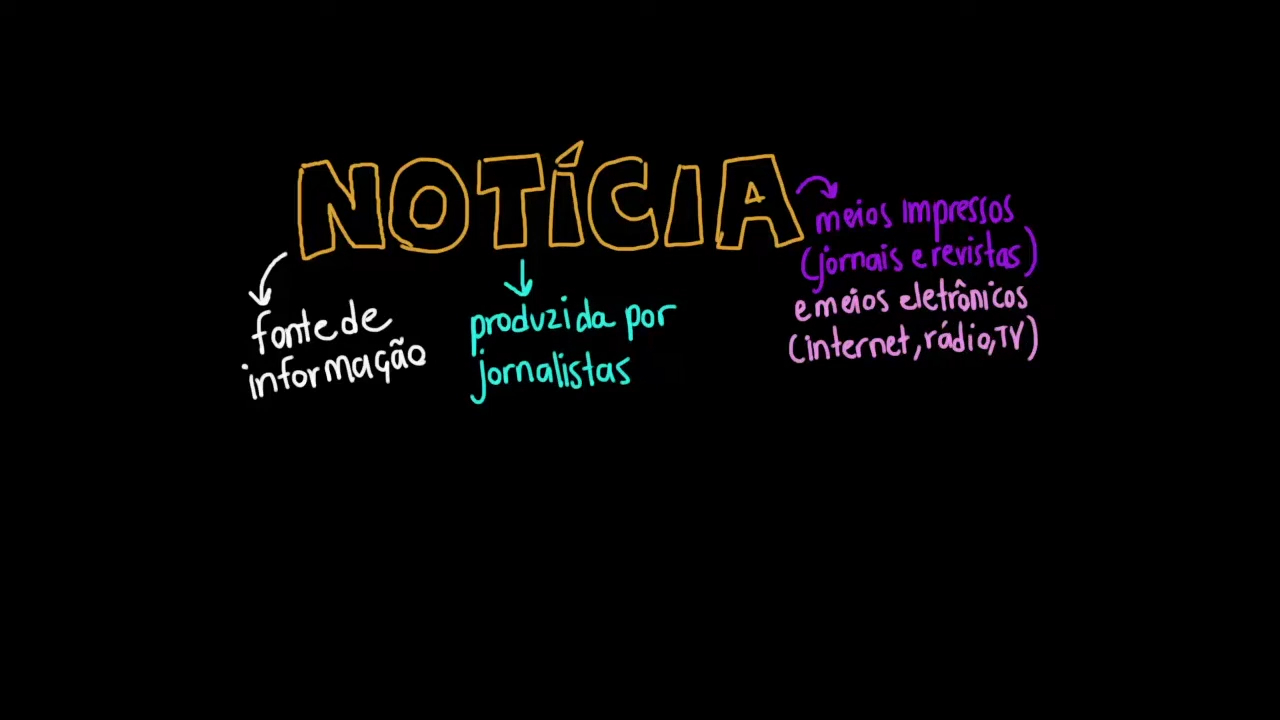 NOTÍCIA
fonte de
informação
produzida por
jornalistas
meios impressos
(jornais e revistas)
e meios eletrônicos
(internet, rádio, TV)